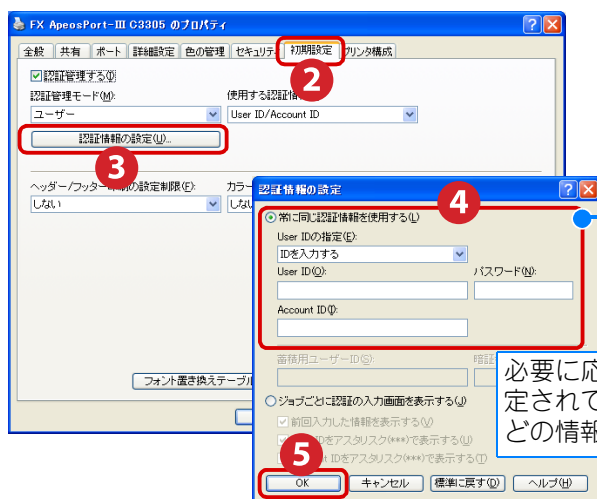 FX ApeosPort-III C3305 のプロパティ
全般 共有 ポート 詳細設定 色の管理 セキュリティ 初期設定 プリンタ構成
2
認証管理する(I)
認証管理モード(M):
使用する認証情
ユーザー
User ID/Account ID
認証情報の設定(U)...
3
ヘッダー/フッター
の設定制限(E):
カラー
しない
しない
フォント置き換えテーブル
認証情報の設定
4
常に同じ認証情報を使用する(L)
User IDの指定(E):
IDを入力する
User ID(O):
パスワード(N):
Account ID(I):
蓄積用ユーザーID(S):
暗証
ジョブごとに認証の入力画面を表示する(J)
前回入力した情報を表示する(V)
IDをアスタリスク(***)で表示する(U)
IDをアスタリスク(***)で表示する(T)
5
OK キャンセル 標準に戻す(D) ヘルプ(H)
必要に応
定されて
どの情報